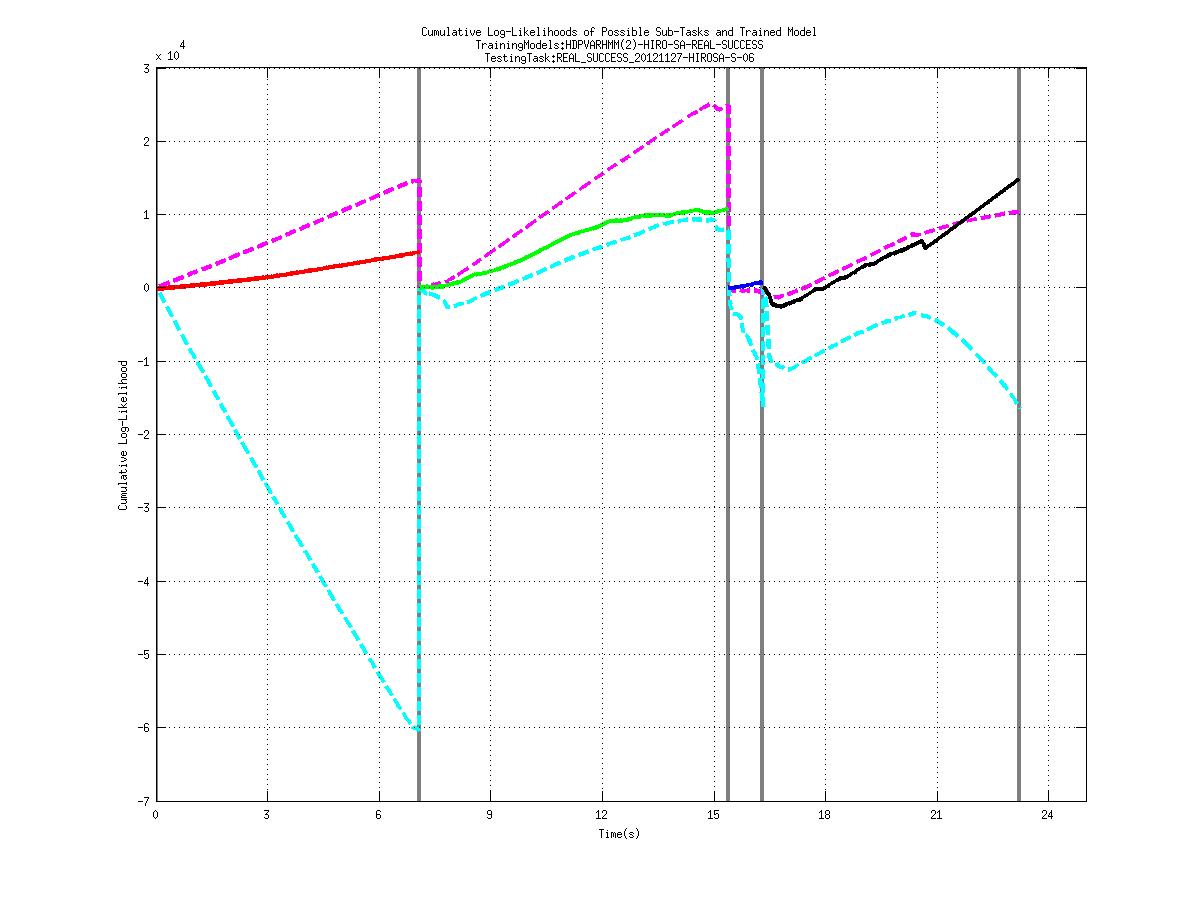 Cumulative Log-Likelihoods of Possible Sub-Tasks and Trained Model
TrainingModels:HDPVARHMM(2)-HIRO-SA-REAL-SUCCESS
TestingTask:REAL_SUCCESS_20121127-HIROSA-S-06
x 10^4
3
2
1
0
-1
-2
-3
-4
-5
-6
-7
Cumulative Log-Likelihood
0 3 6 9 12 15 18 21 24
Time(s)